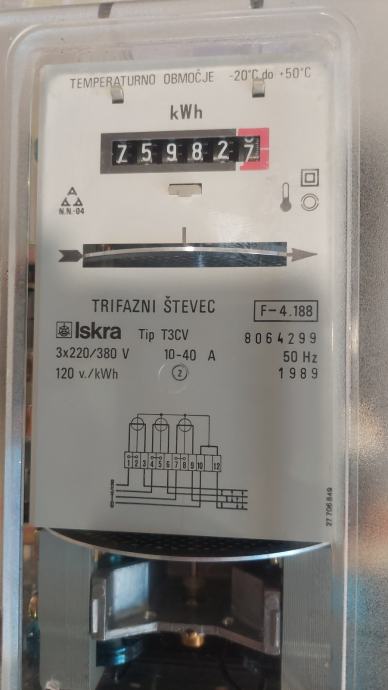 TEMPERATURNO OBMOČJE -20°C do +50°C
kWh
759827
N.N.-04
TRIFAZNI ŠTEVEC F-4.188
Iskra Tip T3CV 8064299
3x220/380 V 10-40 A 50 Hz
120 v./kWh 2 1989
1 2 3 4 5 6 7 8 9 10 12
27 706 849